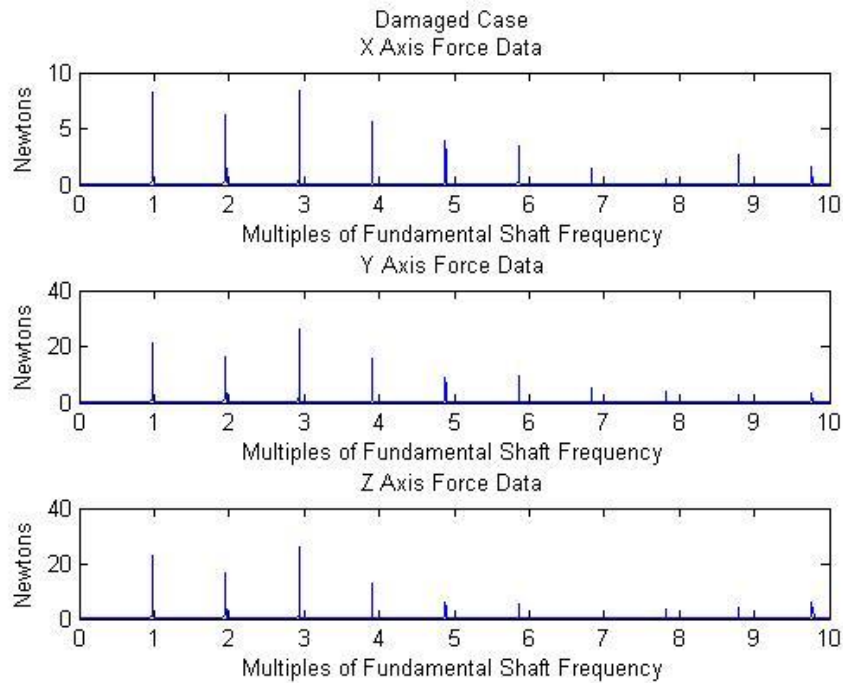 Damaged Case
X Axis Force Data
Newtons
10
5
0
0 1 2 3 4 5 6 7 8 9 10
Multiples of Fundamental Shaft Frequency
Y Axis Force Data
Newtons
40
20
0
0 1 2 3 4 5 6 7 8 9 10
Multiples of Fundamental Shaft Frequency
Z Axis Force Data
Newtons
40
20
0
0 1 2 3 4 5 6 7 8 9 10
Multiples of Fundamental Shaft Frequency